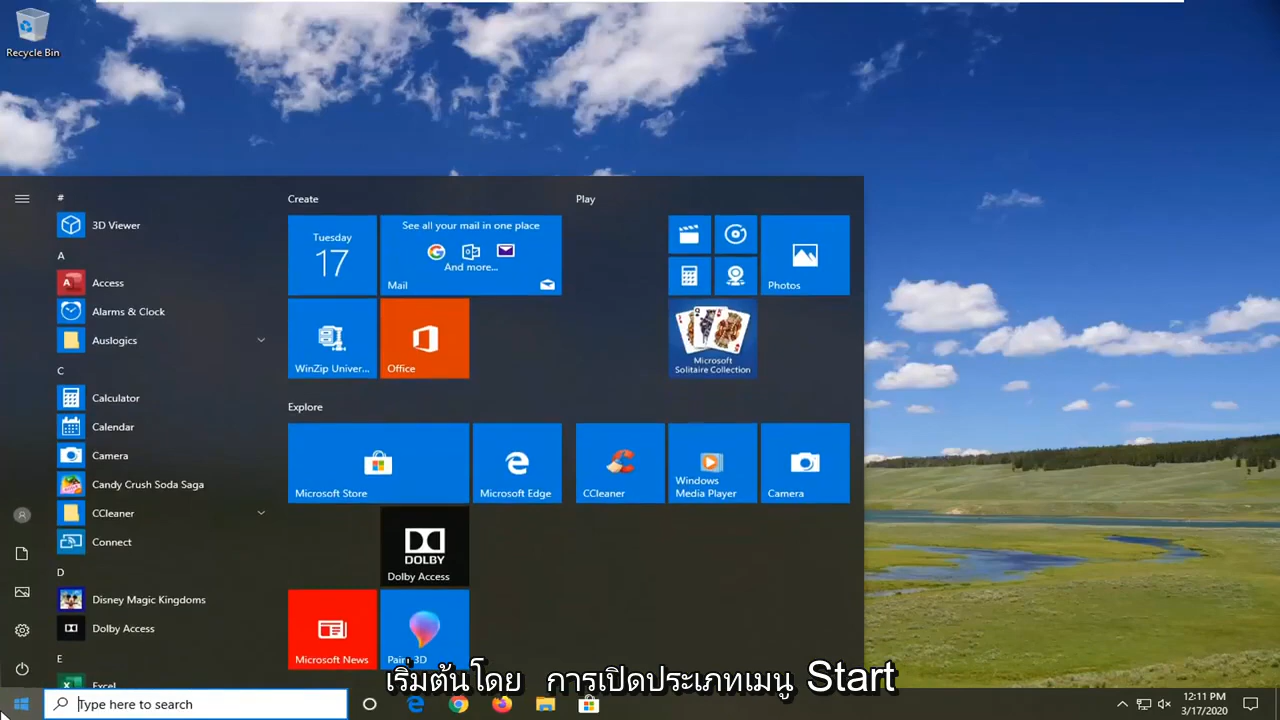 Recycle Bin
#
3D Viewer
A
Access
Alarms & Clock
Auslogics
C
Calculator
Calendar
Camera
Candy Crush Soda Saga
CCleaner
Connect
D
Disney Magic Kingdoms
Dolby Access
E
Excel
Create
Tuesday
17
See all your mail in one place
And more...
Mail
WinZip Univer...
Office
Explore
Microsoft Store
Microsoft Edge
DOLBY
Dolby Access
Microsoft News
Paint 3D
Play
Photos
Microsoft
Solitaire Collection
CCleaner
Windows
Media Player
Camera
เริ่มต้นโดย การเปิดประเภทเมนู Start
Type here to search
12:11 PM
3/17/2020